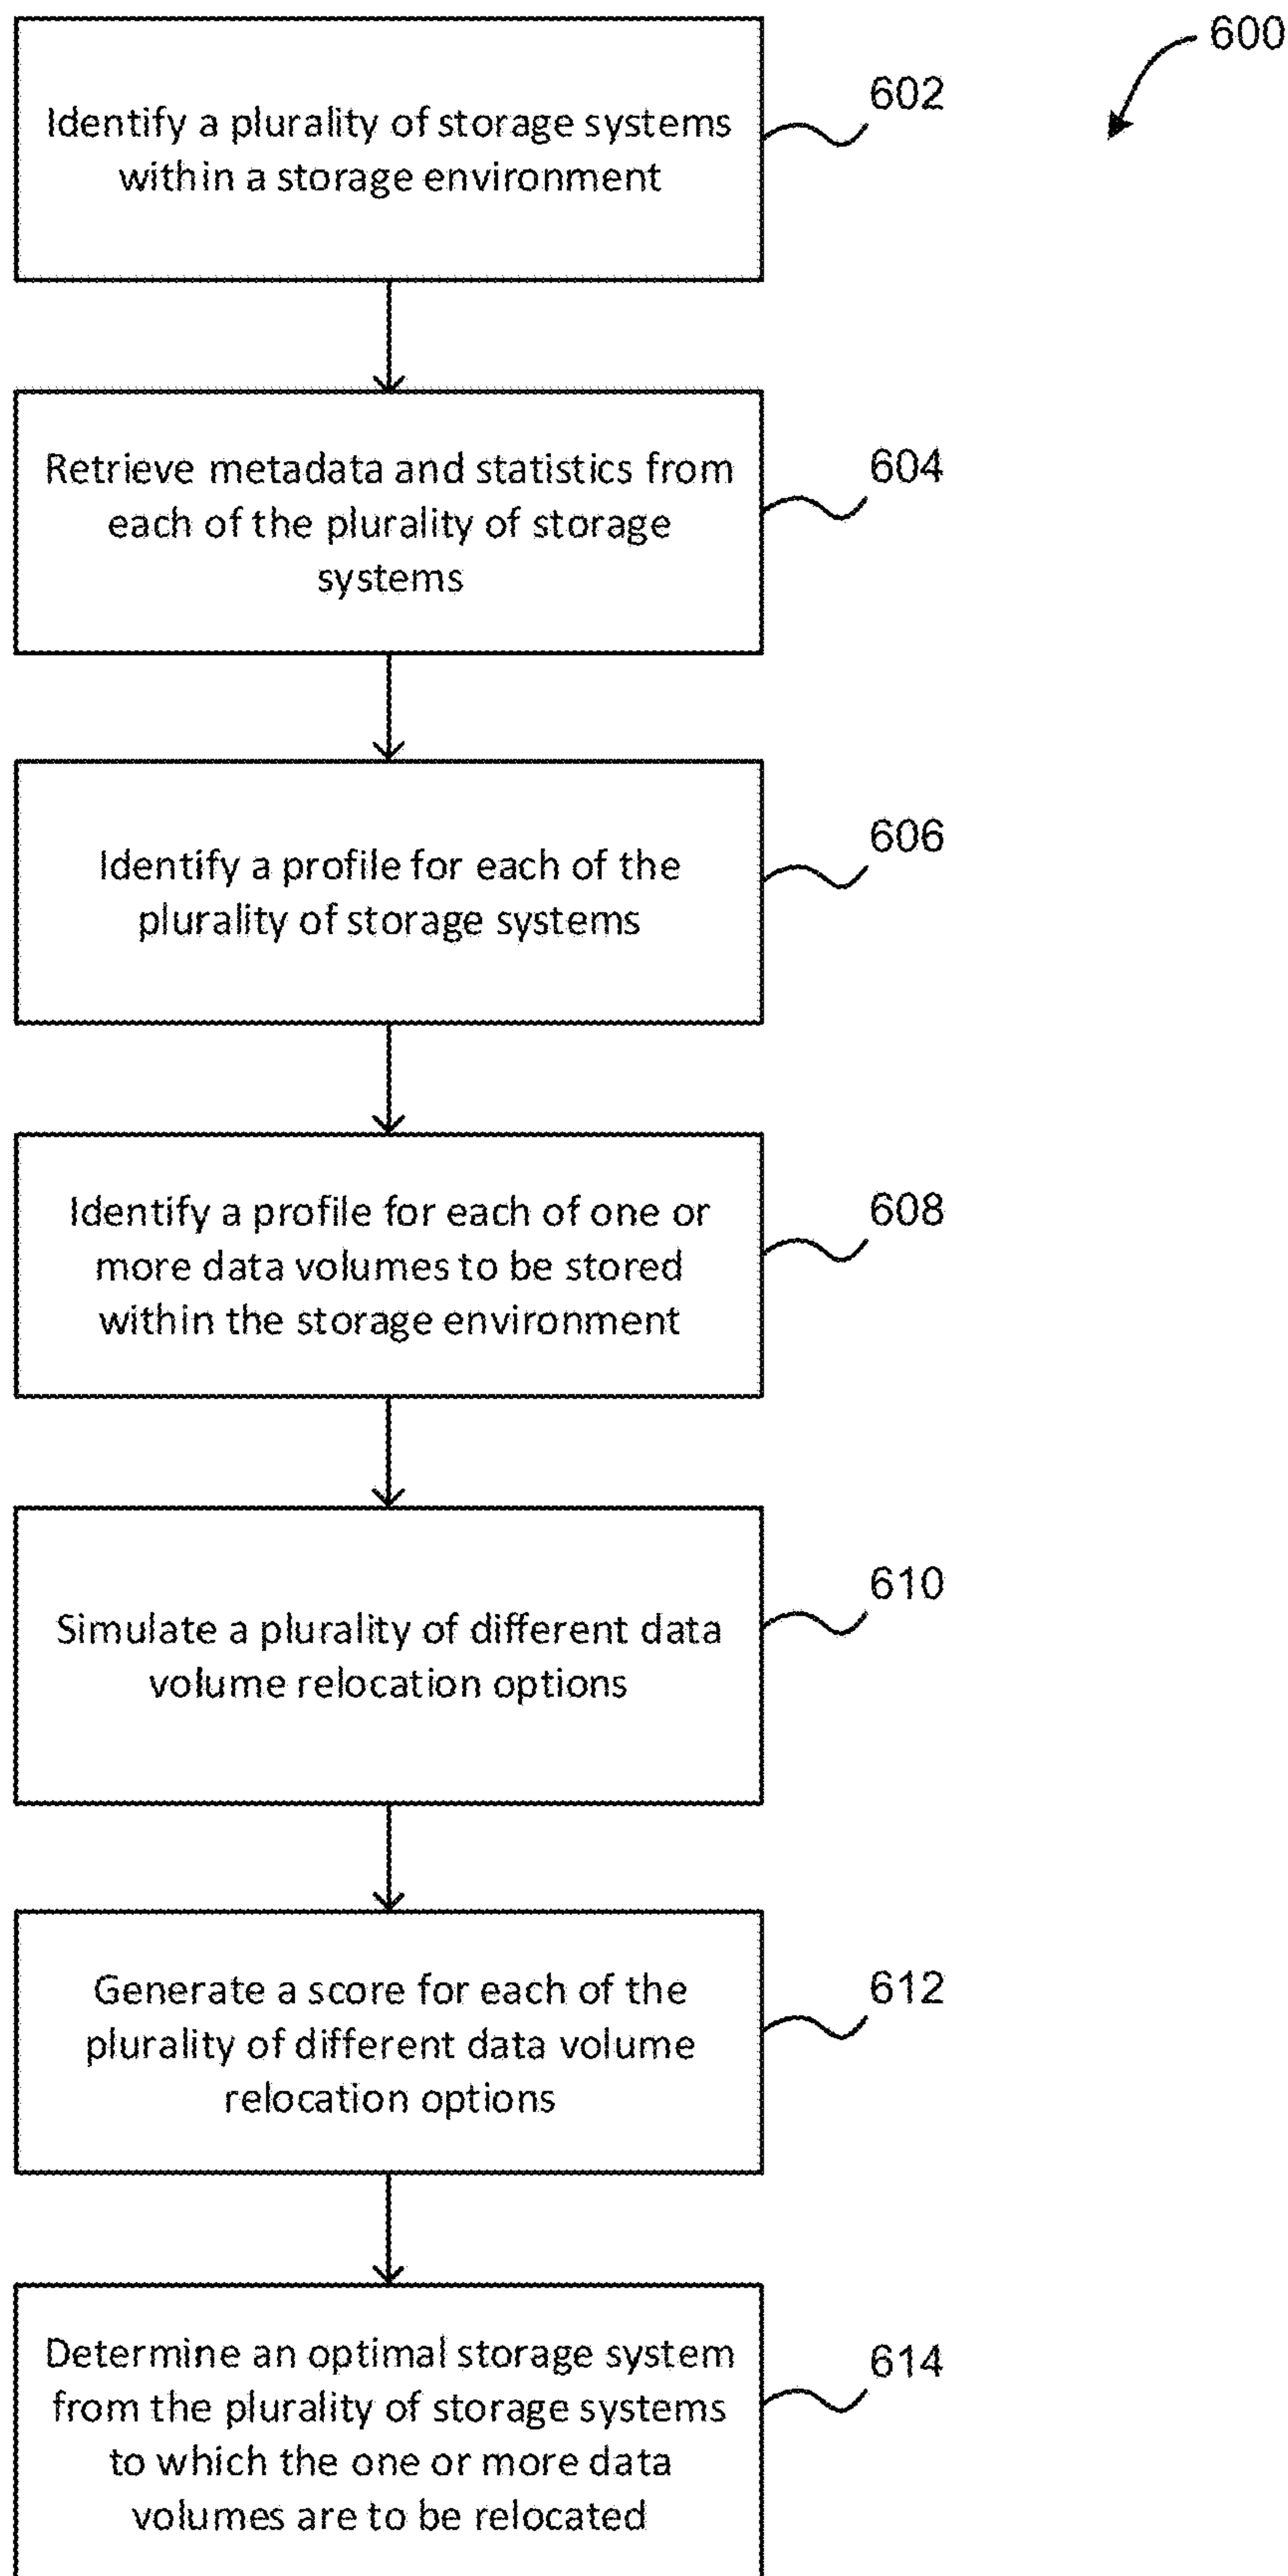 600
Identify a plurality of storage systems
within a storage environment
602
Retrieve metadata and statistics from
each of the plurality of storage
systems
604
Identify a profile for each of the
plurality of storage systems
606
Identify a profile for each of one or
more data volumes to be stored
within the storage environment
608
Simulate a plurality of different data
volume relocation options
610
Generate a score for each of the
plurality of different data volume
relocation options
612
Determine an optimal storage system
from the plurality of storage systems
to which the one or more data
volumes are to be relocated
614